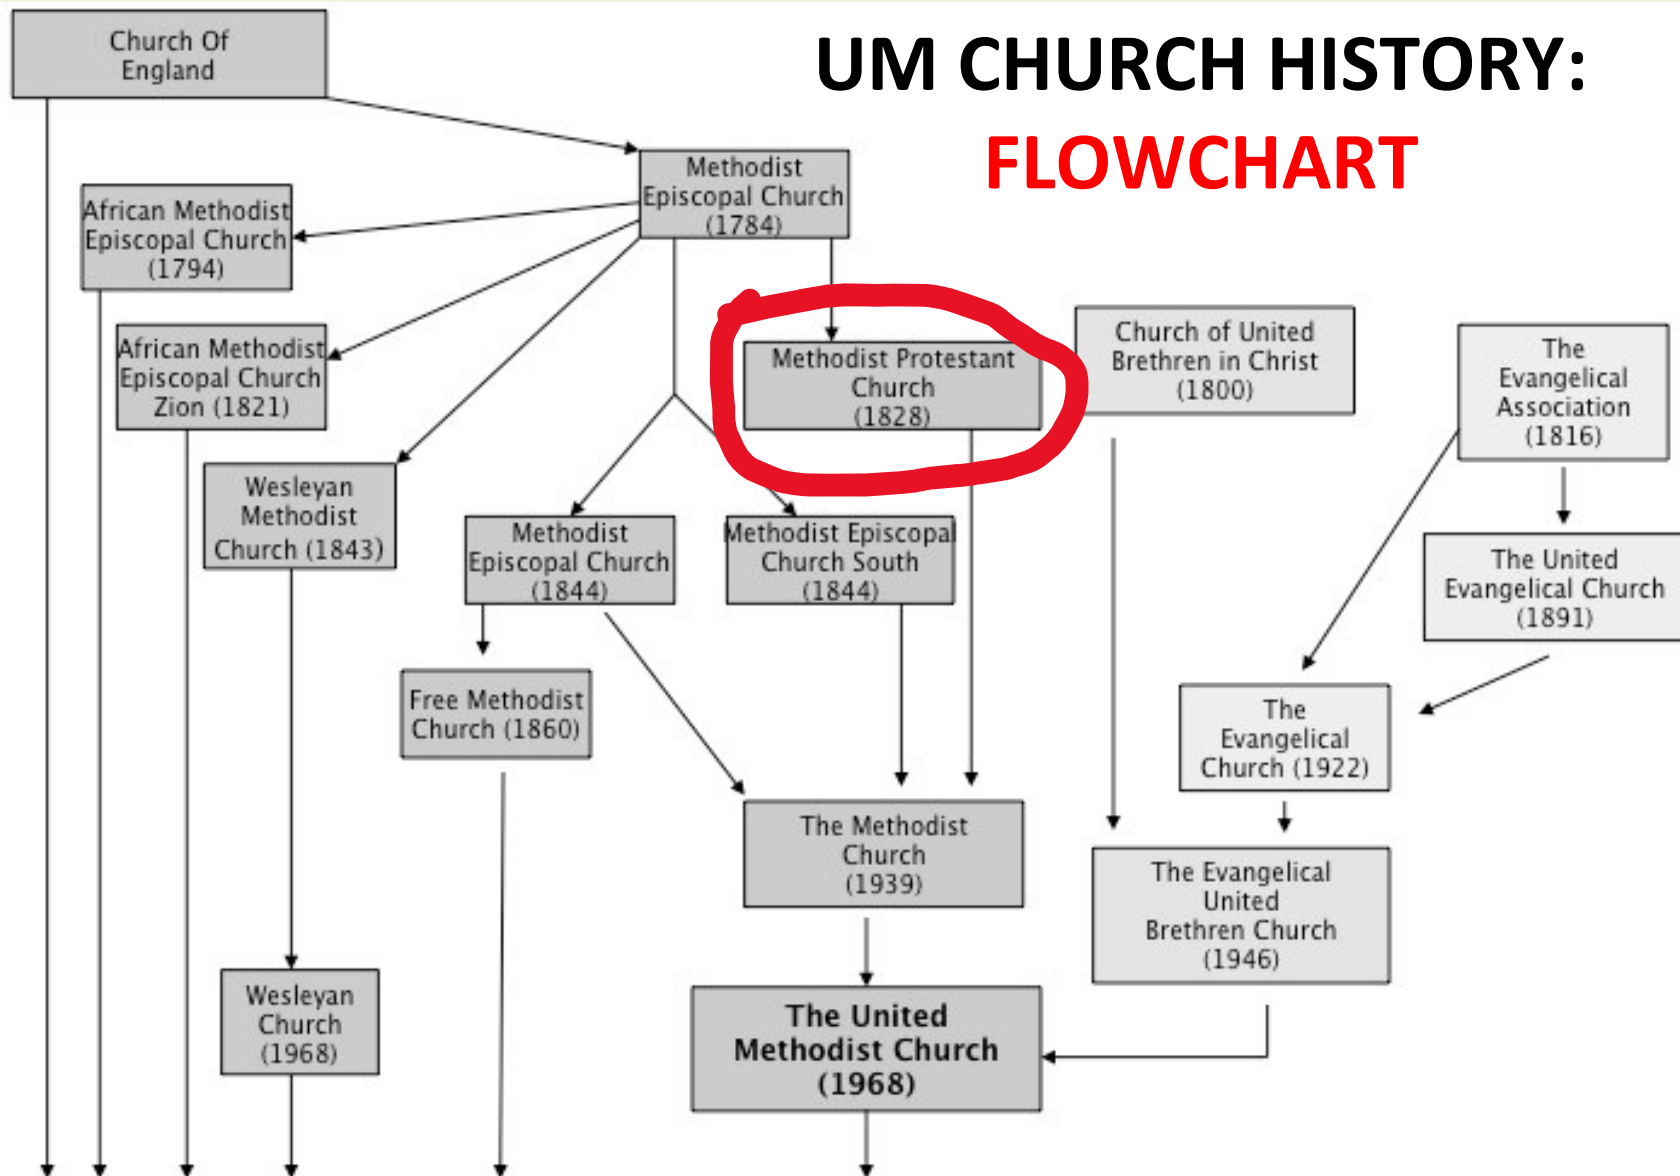 UM CHURCH HISTORY:
FLOWCHART
Church Of
England
Methodist
Episcopal Church
(1784)
African Methodist
Episcopal Church
(1794)
African Methodist
Episcopal Church
Zion (1821)
Wesleyan
Methodist
Church (1843)
Methodist Protestant
Church
(1828)
Church of United
Brethren in Christ
(1800)
The
Evangelical
Association
(1816)
The United
Evangelical Church
(1891)
Methodist
Episcopal Church
(1844)
Methodist Episcopal
Church South
(1844)
Free Methodist
Church (1860)
The
Evangelical
Church (1922)
The Methodist
Church
(1939)
The Evangelical
United
Brethren Church
(1946)
Wesleyan
Church
(1968)
The United
Methodist Church
(1968)